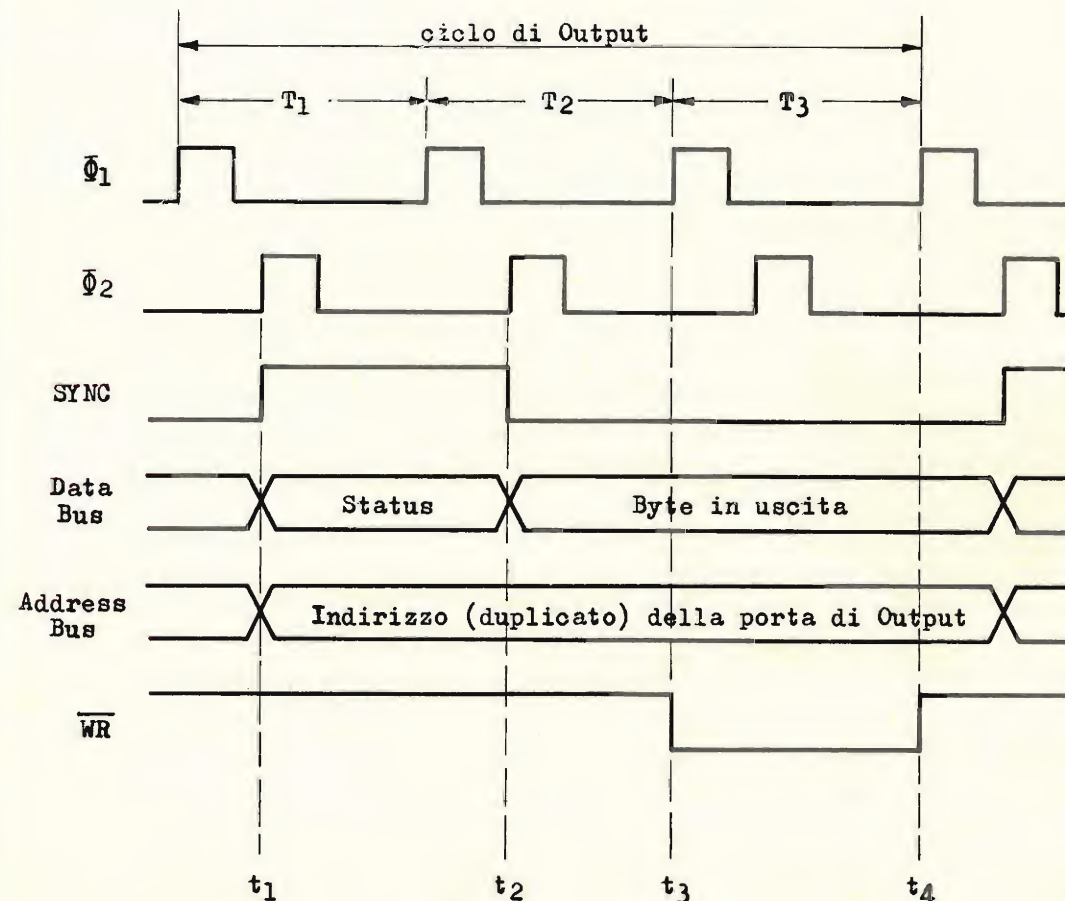 ciclo di Output
T1 T2 T3
Φ1
Φ2
SYNC
Data
Bus
Status Byte in uscita
Address
Bus
Indirizzo (duplicato) della porta di Output
W̅R̅
t1 t2 t3 t4